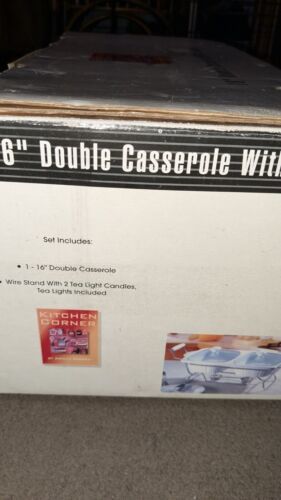 6" Double Casserole With
Set Includes:
• 1 - 16" Double Casserole
• Wire Stand With 2 Tea Light Candles,
Tea Lights Included
KITCHEN
CORNER